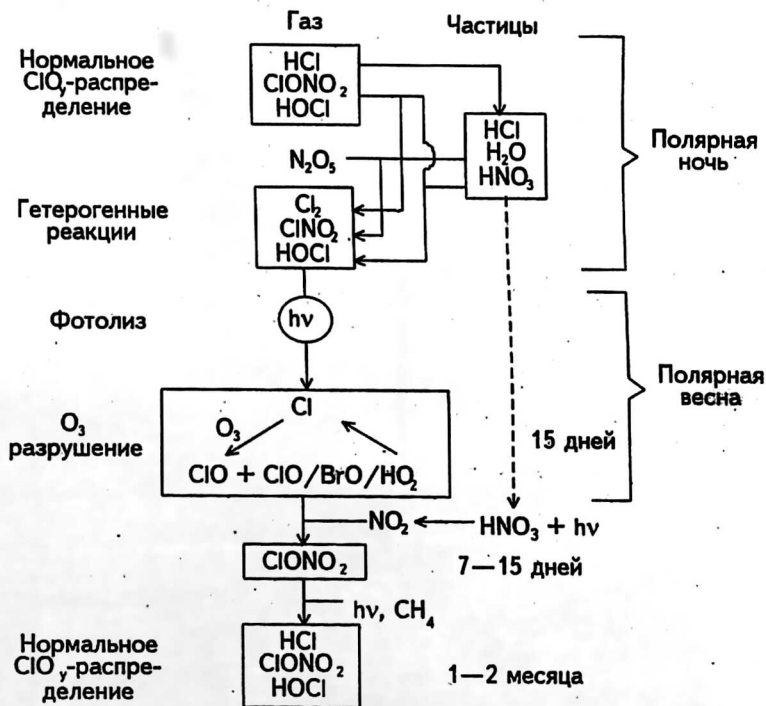 Газ
Частицы
Нормальное
ClOy-распре-
деление
HCl
ClONO2
HOCl
HCl
H2O
HNO3
Полярная
ночь
N2O5
Гетерогенные
реакции
Cl2
ClNO2
HOCl
Фотолиз
hν
Полярная
весна
O3
разрушение
Cl
O3
ClO + ClO/BrO/HO2
15 дней
NO2
HNO3 + hν
ClONO2
7—15 дней
hν, CH4
Нормальное
ClOy-распре-
деление
HCl
ClONO2
HOCl
1—2 месяца